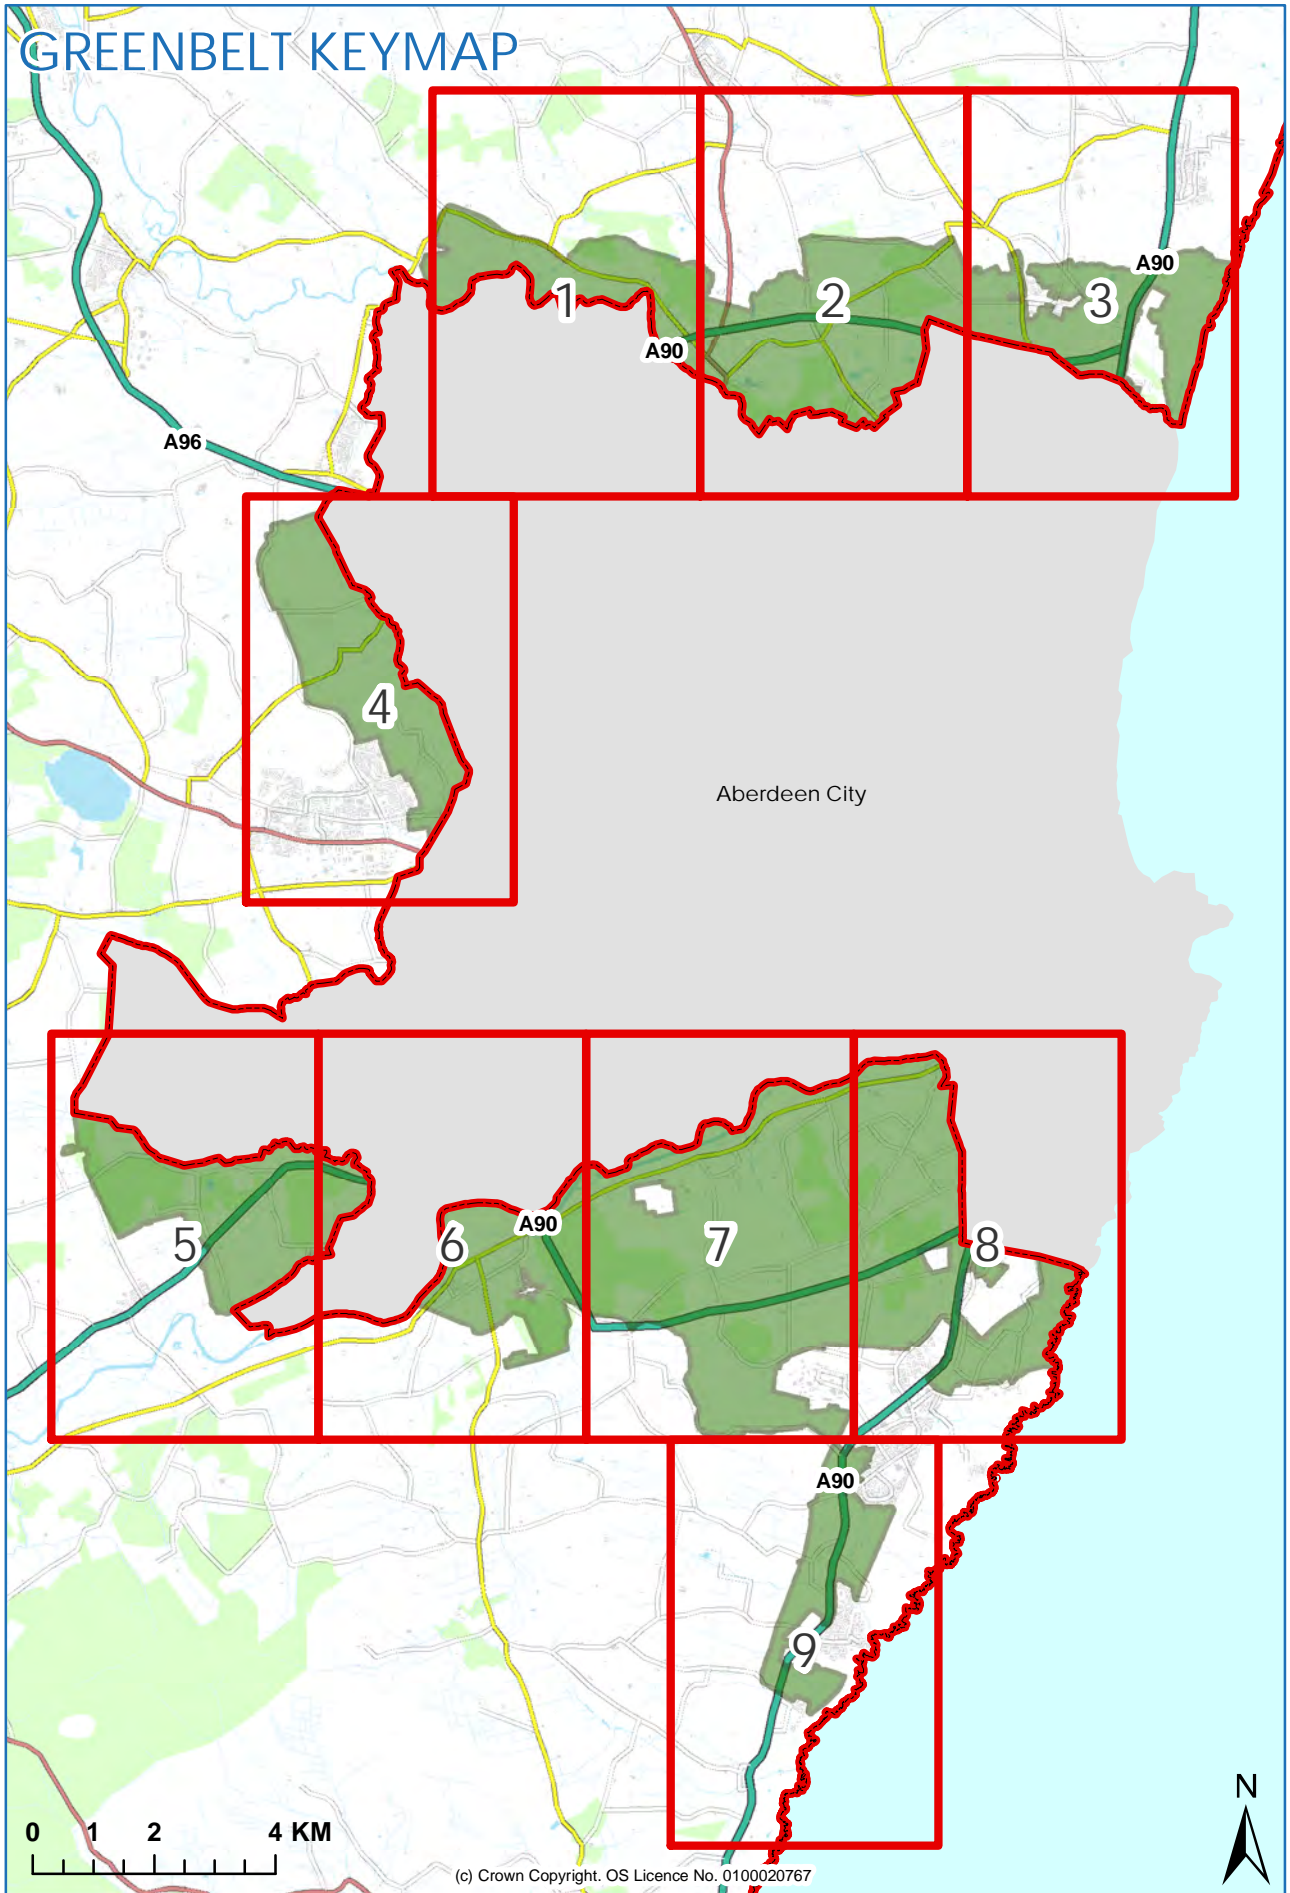 GREENBELT KEYMAP
A90
1
2
3
A90
A96
4
Aberdeen City
5
6
A90
7
8
A90
9
N
0 1 2 4 KM
(c) Crown Copyright. OS Licence No. 0100020767